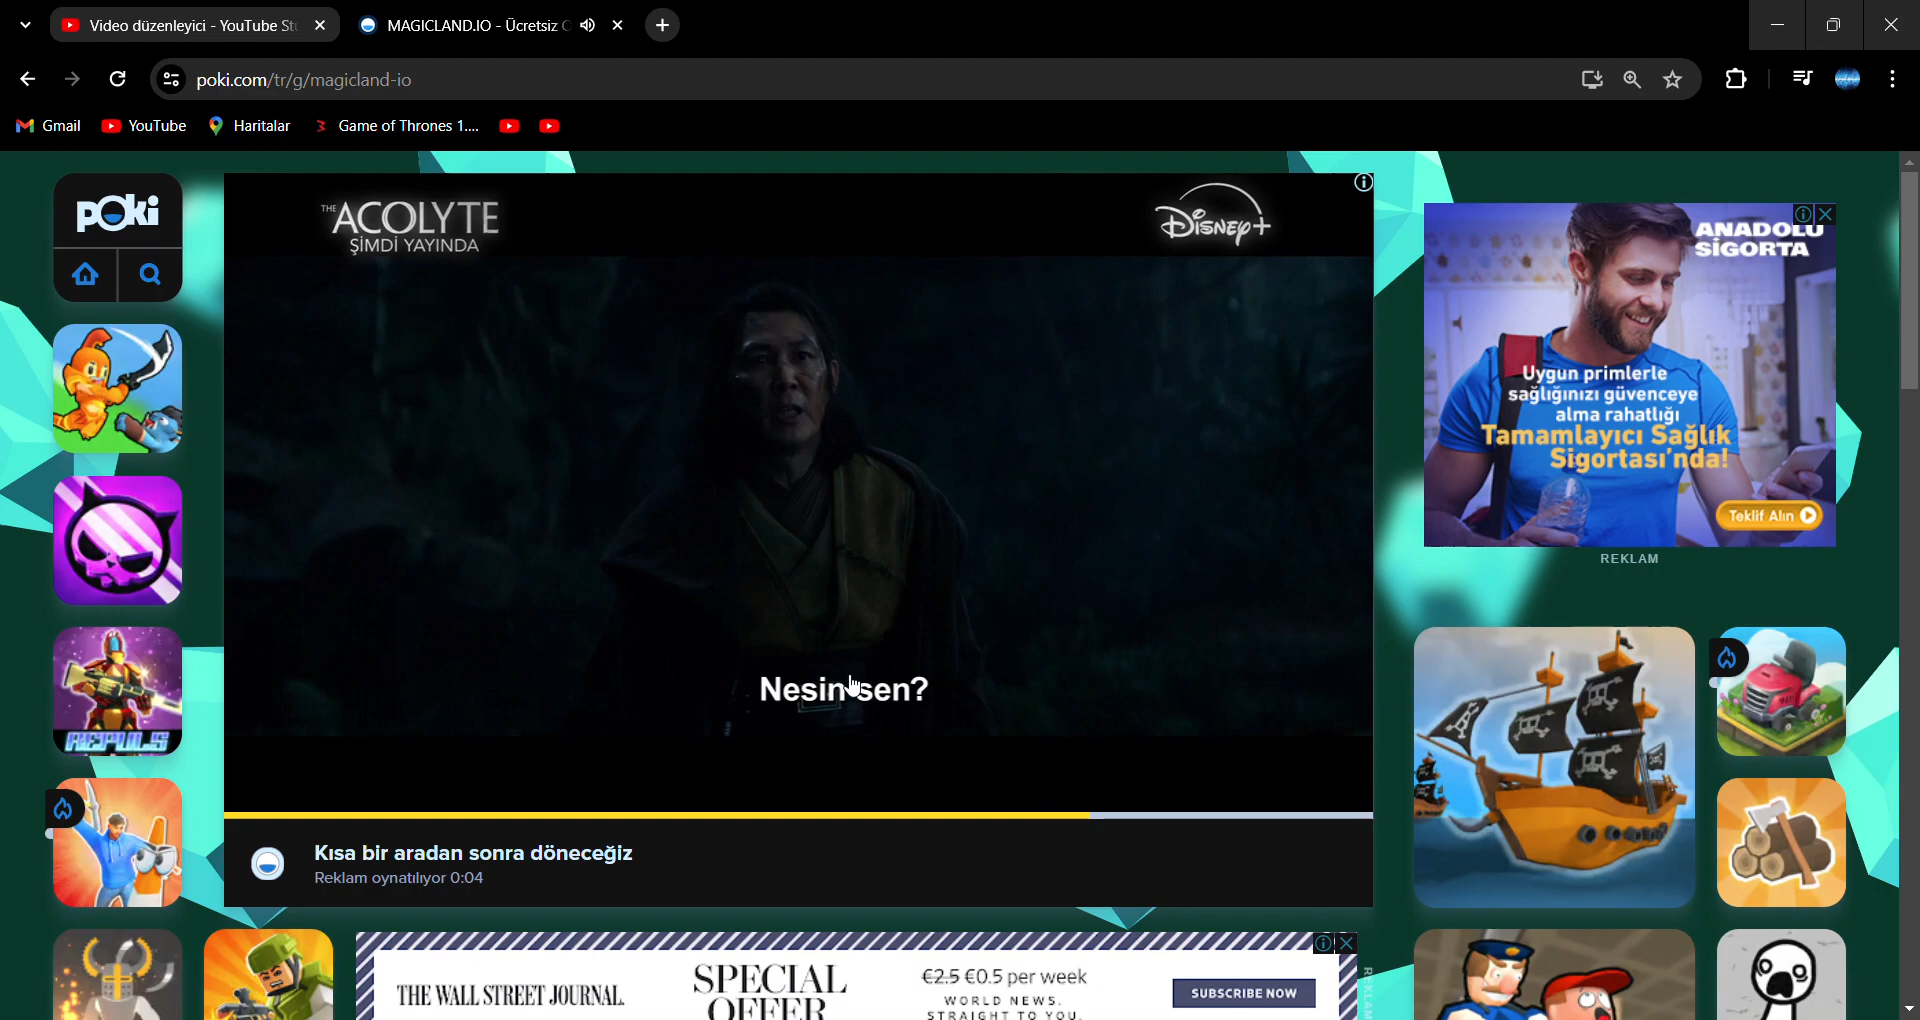 Video düzenleyici - YouTube St
MAGICLAND.IO - Ücretsiz
poki.com/tr/g/magicland-io
Gmail
YouTube
Haritalar
Game of Thrones 1....
poki
THE ACOLYTE
ŞİMDİ YAYINDA
Disney+
ANADOLU
SİGORTA
Uygun primlerle
sağlığınızı güvenceye
alma rahatlığı
Tamamlayıcı Sağlık
Sigortası'nda!
Teklif Alın
REKLAM
REPULS
Nesin sen?
Kısa bir aradan sonra döneceğiz
Reklam oynatılıyor 0:04
THE WALL STREET JOURNAL.
SPECIAL
OFFER
€2.5 €0.5 per week
WORLD NEWS.
STRAIGHT TO YOU.
SUBSCRIBE NOW
REKLAM